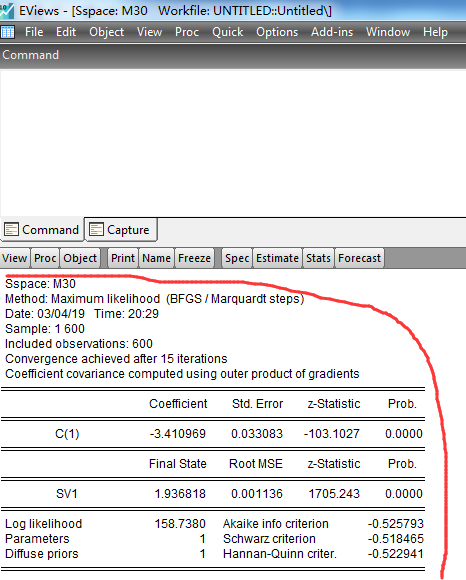 EViews - [Sspace: M30 Workfile: UNTITLED::Untitled\]
File Edit Object View Proc Quick Options Add-ins Window Help
Command
Command Capture
View Proc Object Print Name Freeze Spec Estimate Stats Forecast
Sspace: M30
Method: Maximum likelihood (BFGS / Marquardt steps)
Date: 03/04/19 Time: 20:29
Sample: 1 600
Included observations: 600
Convergence achieved after 15 iterations
Coefficient covariance computed using outer product of gradients
Coefficient Std. Error z-Statistic Prob.
C(1) -3.410969 0.033083 -103.1027 0.0000
Final State Root MSE z-Statistic Prob.
SV1 1.936818 0.001136 1705.243 0.0000
Log likelihood 158.7380 Akaike info criterion -0.525793
Parameters 1 Schwarz criterion -0.518465
Diffuse priors 1 Hannan-Quinn criter. -0.522941